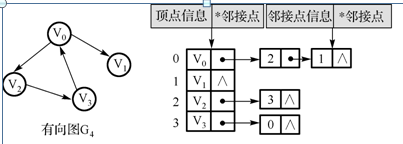 顶点信息 *邻接点 邻接点信息 *邻接点
V0
V1
V2
V3
有向图G4
0 V0 2 1 ∧
1 V1 ∧
2 V2 3 ∧
3 V3 0 ∧